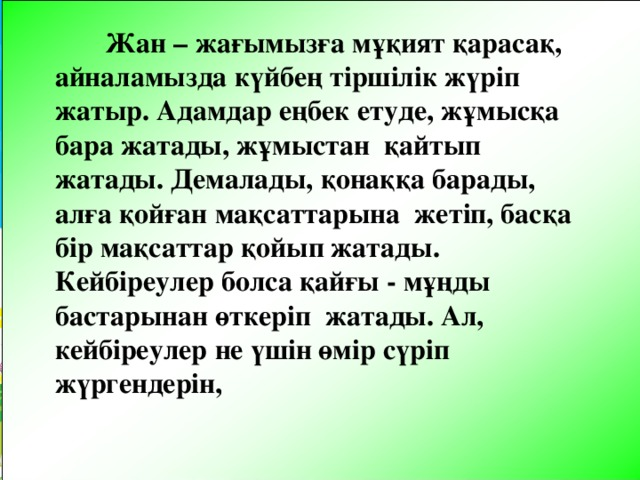 Жан – жағымызға мұқият қарасақ,
айналамызда күйбең тіршілік жүріп
жатыр. Адамдар еңбек етуде, жұмысқа
бара жатады, жұмыстан қайтып
жатады. Демалады, қонаққа барады,
алға қойған мақсаттарына жетіп, басқа
бір мақсаттар қойып жатады.
Кейбіреулер болса қайғы - мұңды
бастарынан өткеріп жатады. Ал,
кейбіреулер не үшін өмір сүріп
жүргендерін,